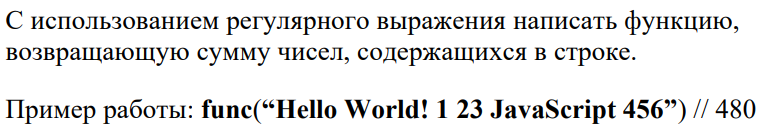 С использованием регулярного выражения написать функцию,
возвращающую сумму чисел, содержащихся в строке.
Пример работы: func(“Hello World! 1 23 JavaScript 456”) // 480